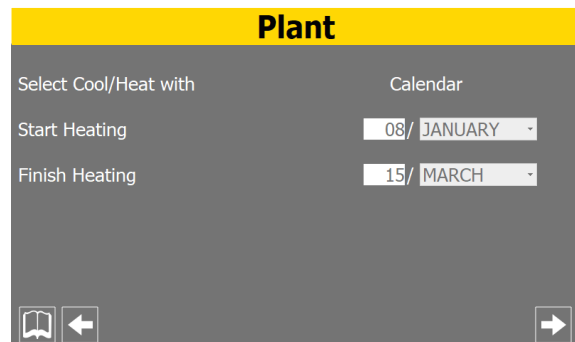 Plant
Select Cool/Heat with Calendar
Start Heating 08/ JANUARY
Finish Heating 15/ MARCH